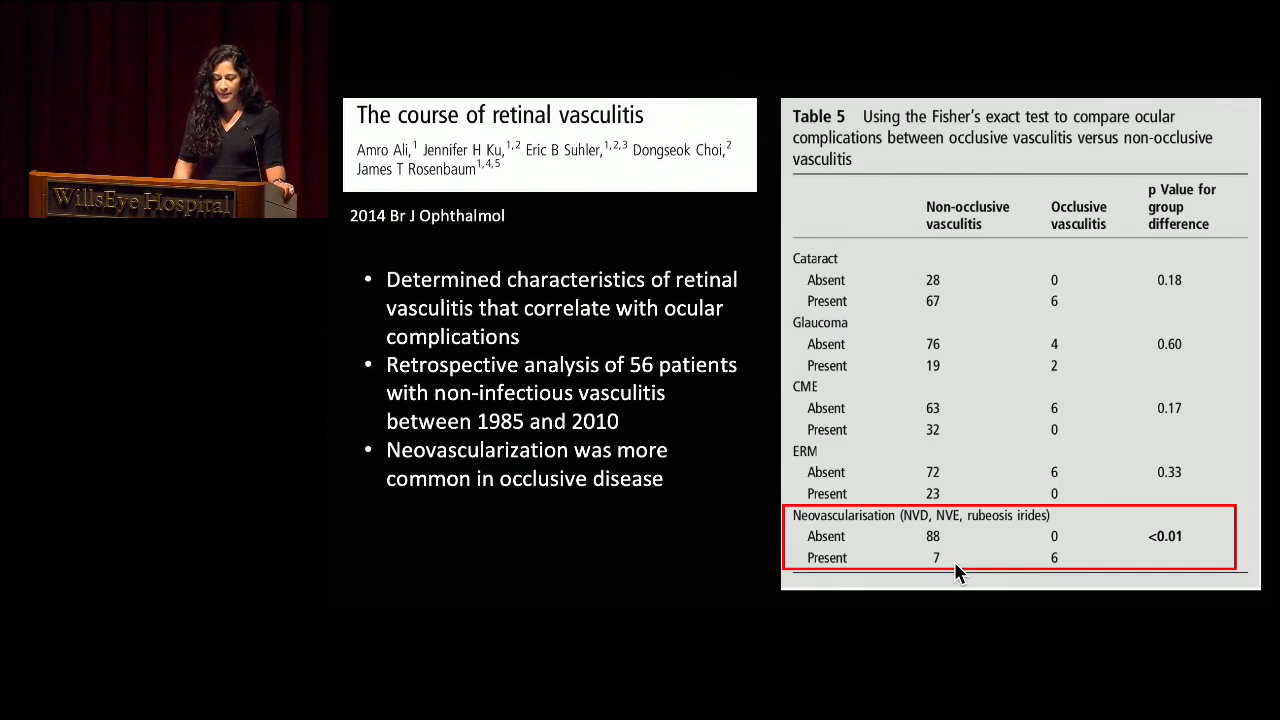 WillsEye Hospital
The course of retinal vasculitis
Amro Ali,1 Jennifer H Ku,1,2 Eric B Suhler,1,2,3 Dongseok Choi,2
James T Rosenbaum1,4,5
2014 Br J Ophthalmol
• Determined characteristics of retinal
vasculitis that correlate with ocular
complications
• Retrospective analysis of 56 patients
with non-infectious vasculitis
between 1985 and 2010
• Neovascularization was more
common in occlusive disease
Table 5 Using the Fisher's exact test to compare ocular
complications between occlusive vasculitis versus non-occlusive
vasculitis
p Value for
Non-occlusive Occlusive group
vasculitis vasculitis difference
Cataract
Absent 28 0 0.18
Present 67 6
Glaucoma
Absent 76 4 0.60
Present 19 2
CME
Absent 63 6 0.17
Present 32 0
ERM
Absent 72 6 0.33
Present 23 0
Neovascularisation (NVD, NVE, rubeosis irides)
Absent 88 0 <0.01
Present 7 6